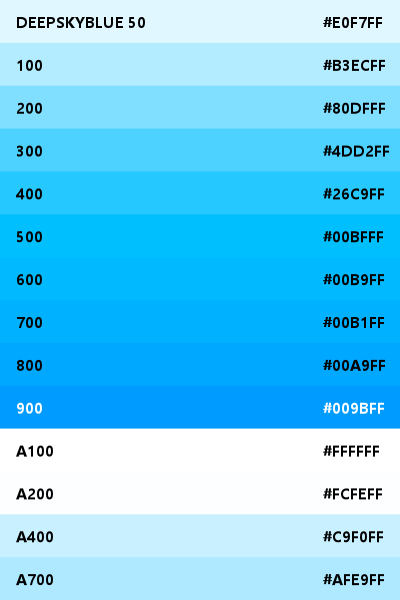 DEEPSKYBLUE 50 #E0F7FF
100 #B3ECFF
200 #80DFFF
300 #4DD2FF
400 #26C9FF
500 #00BFFF
600 #00B9FF
700 #00B1FF
800 #00A9FF
900 #009BFF
A100 #FFFFFF
A200 #FCFEFF
A400 #C9F0FF
A700 #AFE9FF